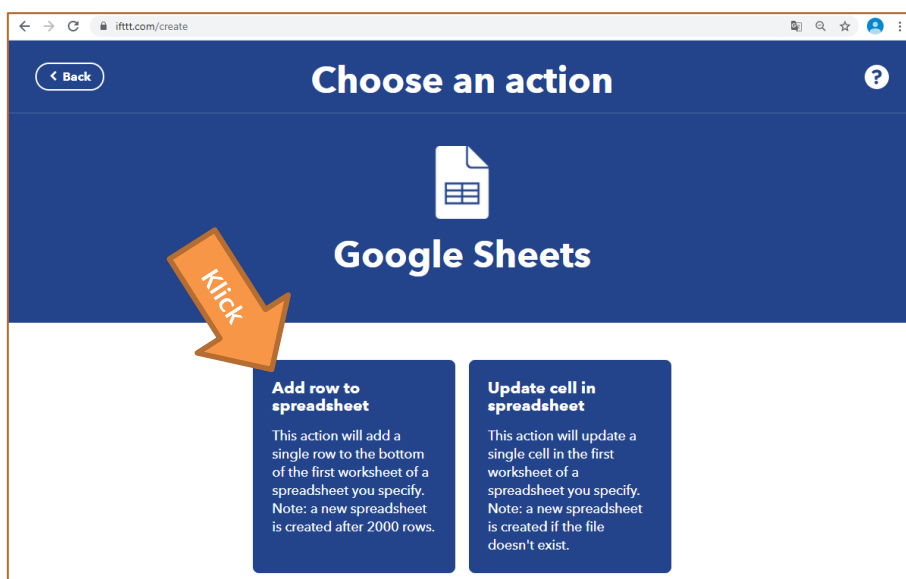 ifttt.com/create
Back
Choose an action
?
Google Sheets
Klick
Add row to
spreadsheet
This action will add a
single row to the bottom
of the first worksheet of a
spreadsheet you specify.
Note: a new spreadsheet
is created after 2000 rows.
Update cell in
spreadsheet
This action will update a
single cell in the first
worksheet of a
spreadsheet you specify.
Note: a new spreadsheet
is created if the file
doesn't exist.